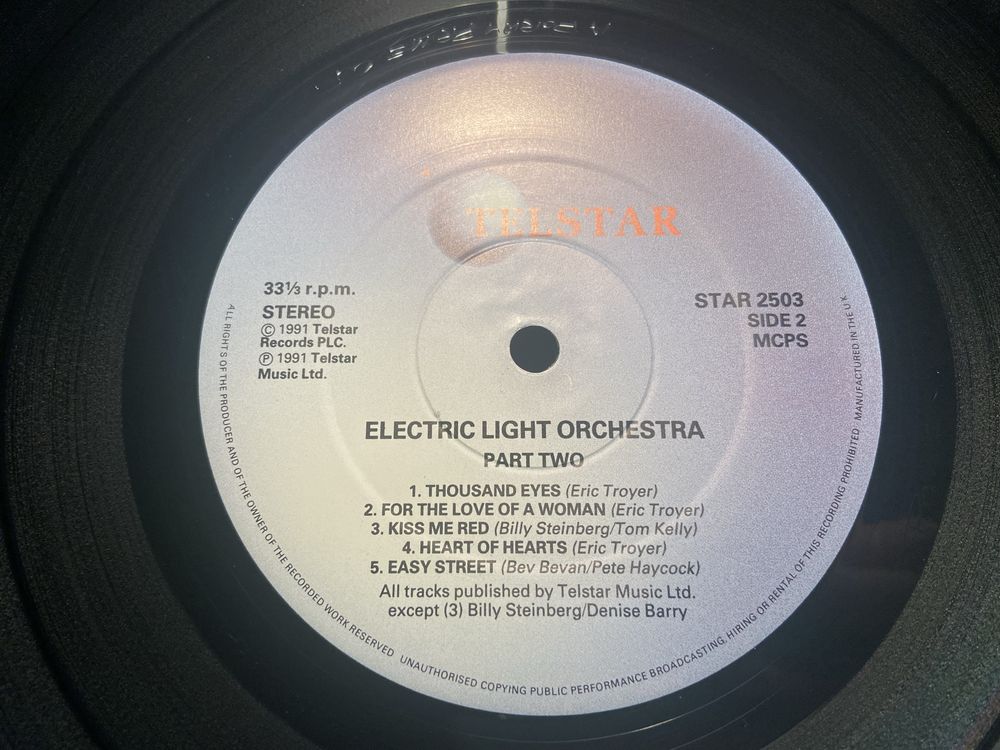 TELSTAR
33⅓ r.p.m.
STEREO
© 1991 Telstar
Records PLC.
℗ 1991 Telstar
Music Ltd.
STAR 2503
SIDE 2
MCPS
ELECTRIC LIGHT ORCHESTRA
PART TWO
1. THOUSAND EYES (Eric Troyer)
2. FOR THE LOVE OF A WOMAN (Eric Troyer)
3. KISS ME RED (Billy Steinberg/Tom Kelly)
4. HEART OF HEARTS (Eric Troyer)
5. EASY STREET (Bev Bevan/Pete Haycock)
All tracks published by Telstar Music Ltd.
except (3) Billy Steinberg/Denise Barry
ALL RIGHTS OF THE PRODUCER AND OF THE OWNER OF THE RECORDED WORK RESERVED UNAUTHORISED COPYING PUBLIC PERFORMANCE BROADCASTING, HIRING OR RENTAL OF THIS RECORDING PROHIBITED · MANUFACTURED IN THE U.K.